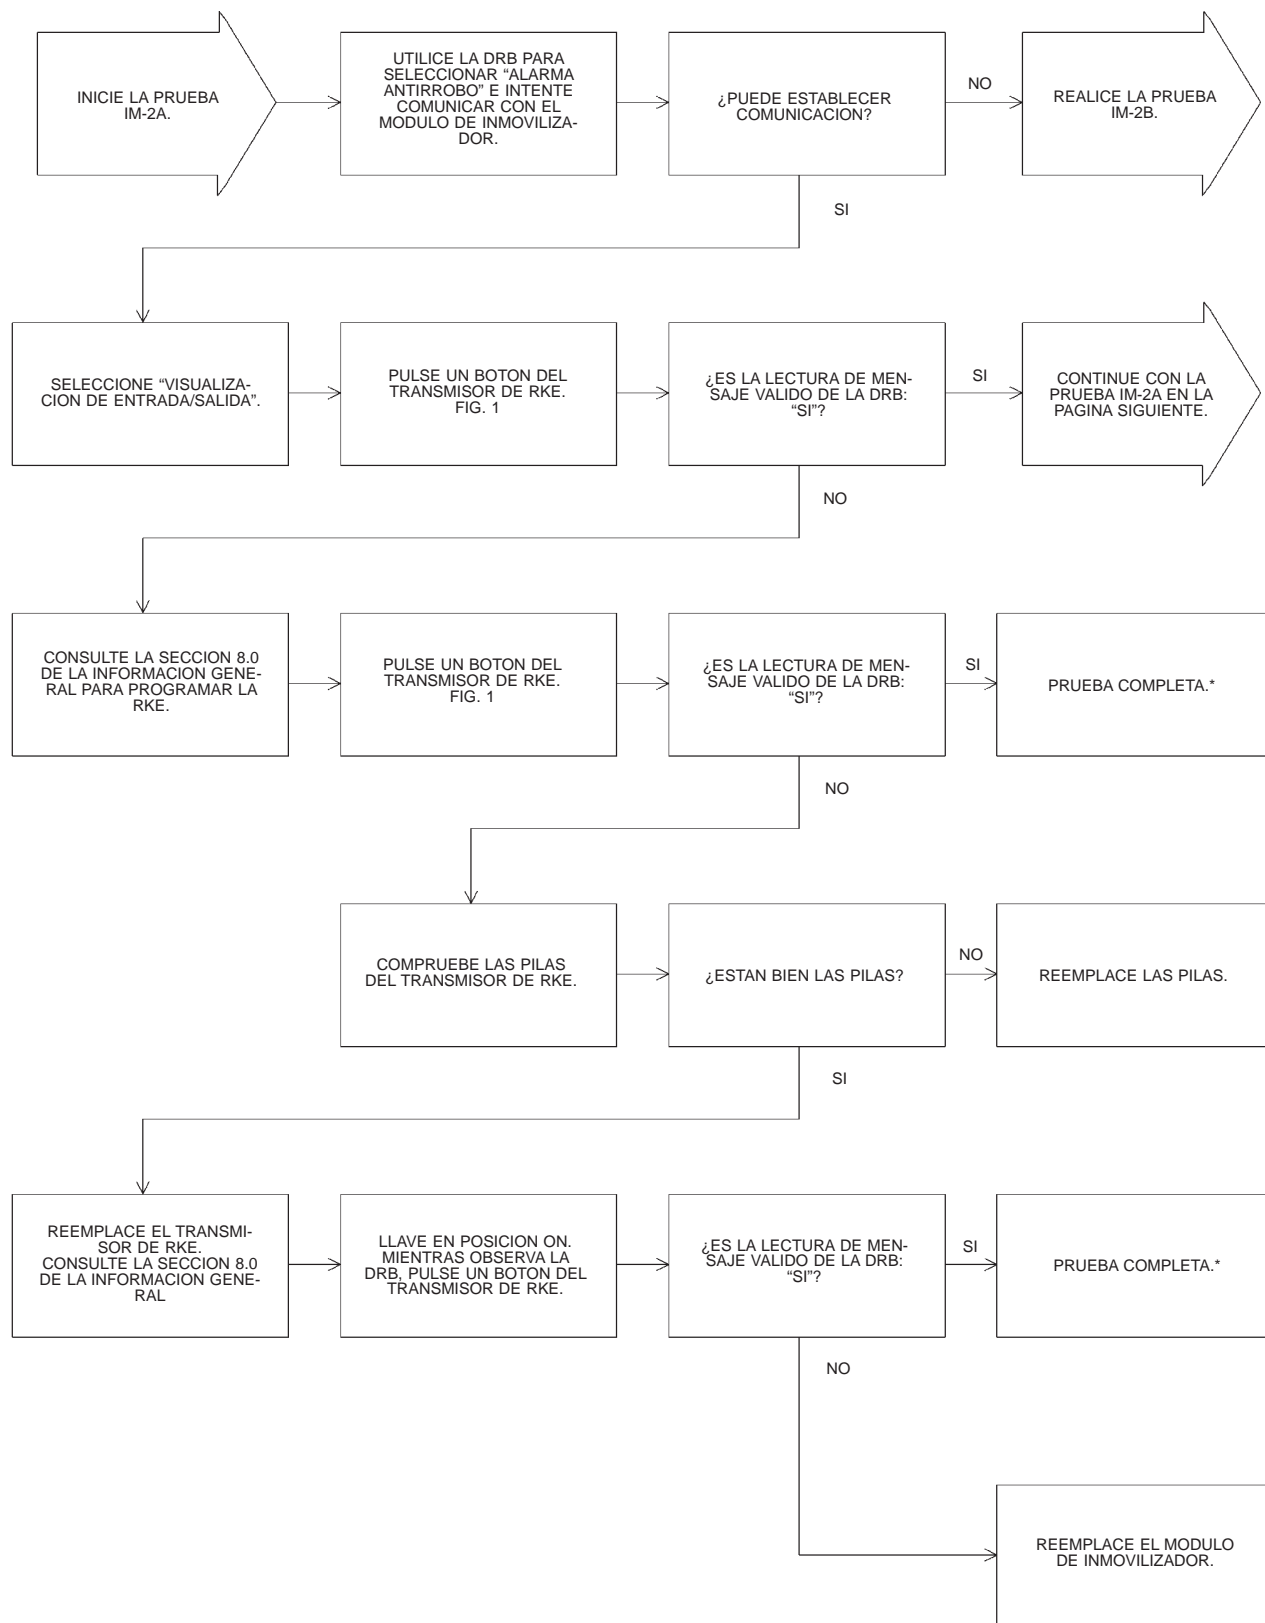 INICIE LA PRUEBA
IM-2A.
UTILICE LA DRB PARA
SELECCIONAR “ALARMA
ANTIRROBO” E INTENTE
COMUNICAR CON EL
MODULO DE INMOVILIZA-
DOR.
¿PUEDE ESTABLECER
COMUNICACION?
NO
REALICE LA PRUEBA
IM-2B.
SI
SELECCIONE “VISUALIZA-
CION DE ENTRADA/SALIDA”.
PULSE UN BOTON DEL
TRANSMISOR DE RKE.
FIG. 1
¿ES LA LECTURA DE MEN-
SAJE VALIDO DE LA DRB:
“SI”?
SI
CONTINUE CON LA
PRUEBA IM-2A EN LA
PAGINA SIGUIENTE.
NO
CONSULTE LA SECCION 8.0
DE LA INFORMACION GENE-
RAL PARA PROGRAMAR LA
RKE.
PULSE UN BOTON DEL
TRANSMISOR DE RKE.
FIG. 1
¿ES LA LECTURA DE MEN-
SAJE VALIDO DE LA DRB:
“SI”?
SI
PRUEBA COMPLETA.*
NO
COMPRUEBE LAS PILAS
DEL TRANSMISOR DE RKE.
¿ESTAN BIEN LAS PILAS?
NO
REEMPLACE LAS PILAS.
SI
REEMPLACE EL TRANSMI-
SOR DE RKE.
CONSULTE LA SECCION 8.0
DE LA INFORMACION GENE-
RAL
LLAVE EN POSICION ON.
MIENTRAS OBSERVA LA
DRB, PULSE UN BOTON DEL
TRANSMISOR DE RKE.
¿ES LA LECTURA DE MEN-
SAJE VALIDO DE LA DRB:
“SI”?
SI
PRUEBA COMPLETA.*
NO
REEMPLACE EL MODULO
DE INMOVILIZADOR.